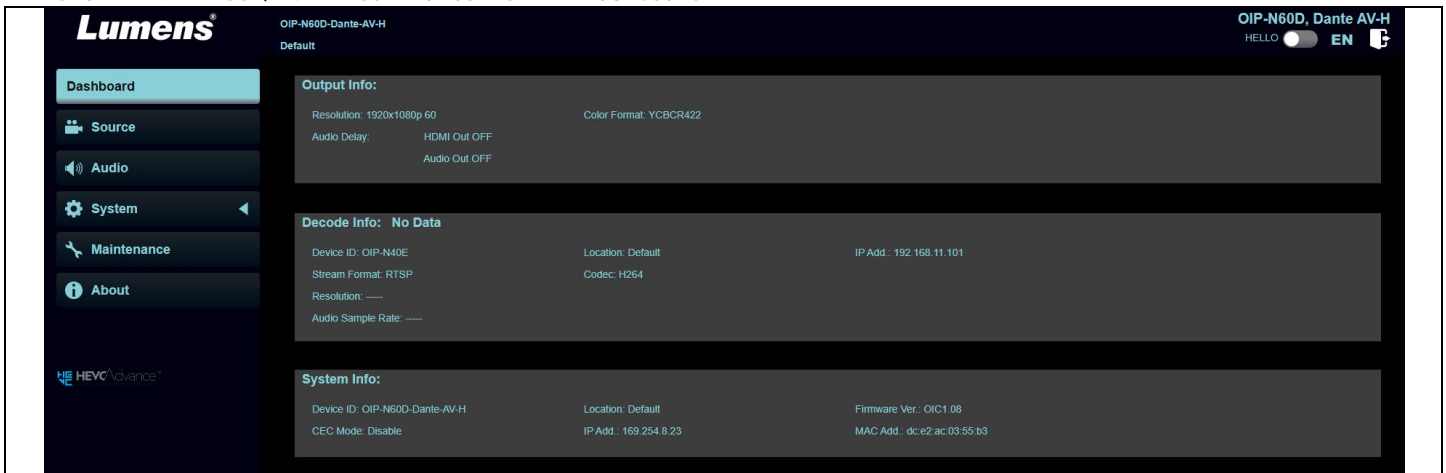 Lumens®
OIP-N60D-Dante-AV-H
Default
OIP-N60D, Dante AV-H
HELLO EN
Dashboard
Source
Audio
System
Maintenance
About
HEVC Advance™
Output Info:
Resolution: 1920x1080p 60 Color Format: YCBCR422
Audio Delay: HDMI Out OFF
Audio Out OFF
Decode Info: No Data
Device ID: OIP-N40E Location: Default IP Add.: 192.168.11.101
Stream Format: RTSP Codec: H264
Resolution: -----
Audio Sample Rate: -----
System Info:
Device ID: OIP-N60D-Dante-AV-H Location: Default Firmware Ver.: OIC1.08
CEC Mode: Disable IP Add.: 169.254.8.23 MAC Add.: dc:e2:ac:03:55:b3